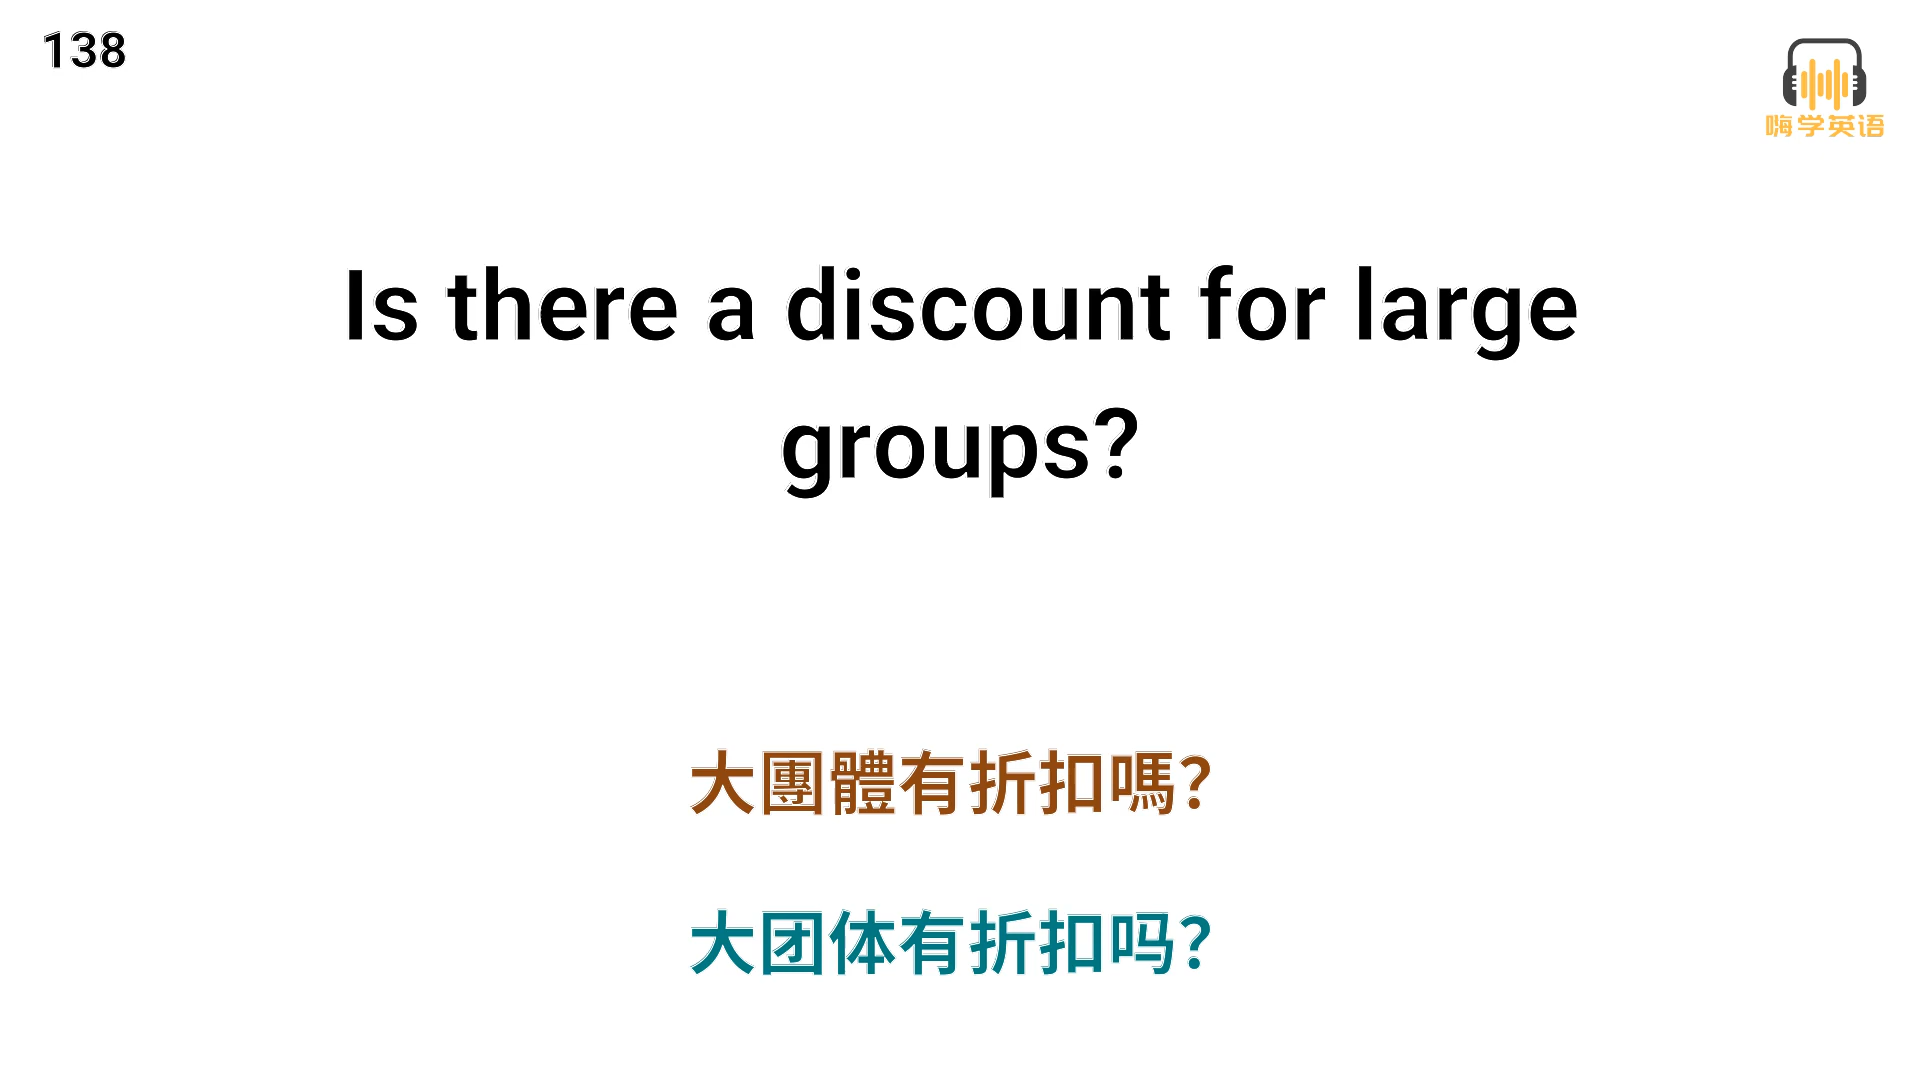 138
嗨学英语
Is there a discount for large
groups?
大團體有折扣嗎?
大团体有折扣吗?